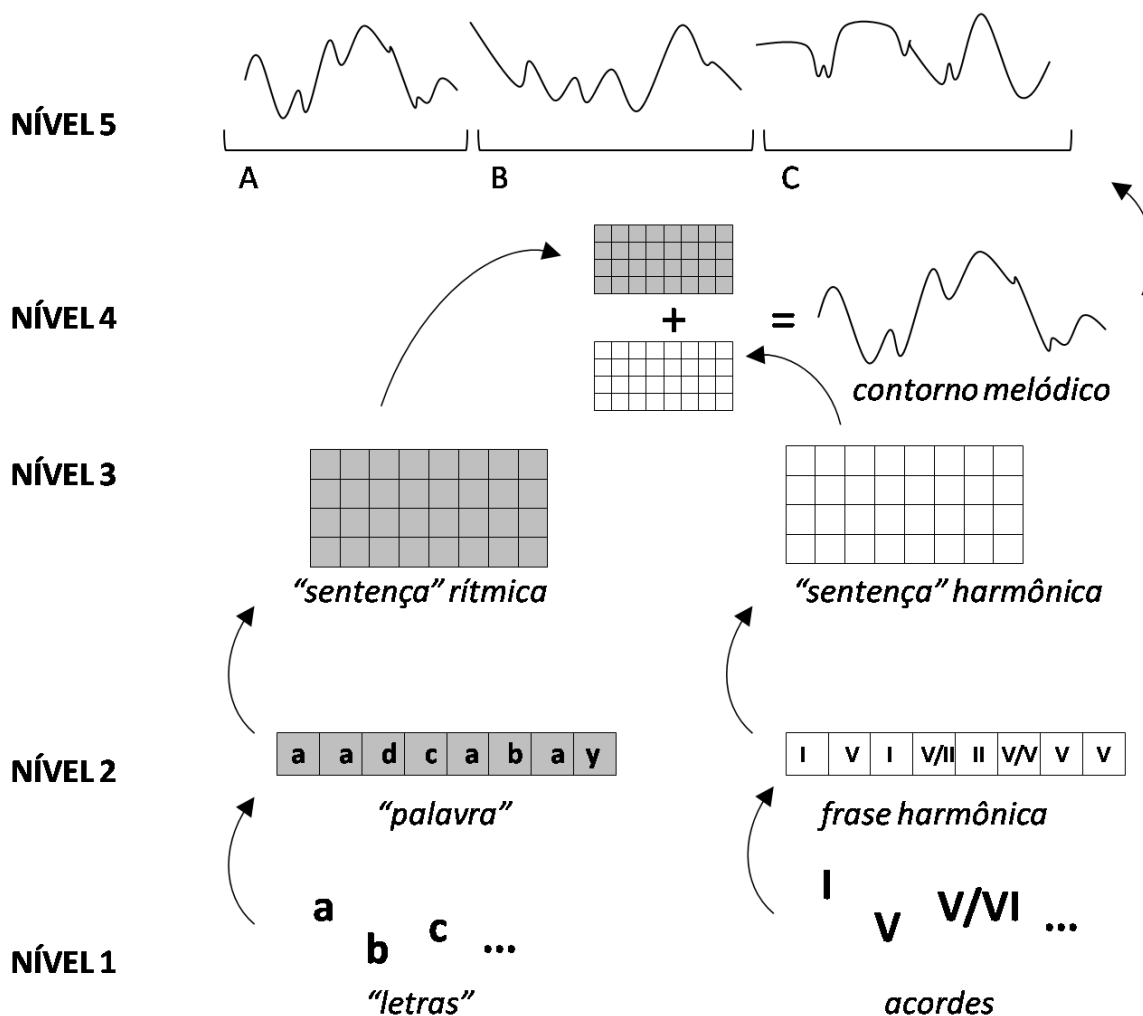 NÍVEL 5
A B C
NÍVEL 4
+ =
contorno melódico
NÍVEL 3
“sentença” rítmica “sentença” harmônica
NÍVEL 2
a a d c a b a y I V I V/II II V/V V V
“palavra” frase harmônica
NÍVEL 1
a b c ... I V V/VI ...
“letras” acordes